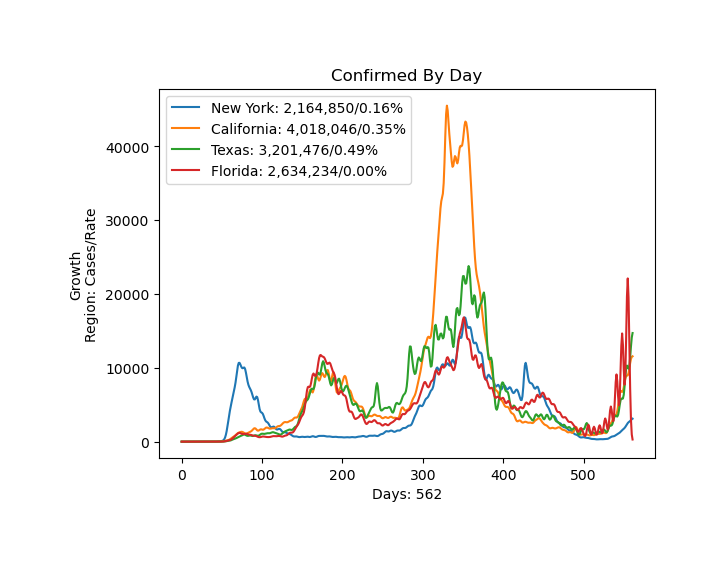 Confirmed By Day
New York: 2,164,850/0.16%
California: 4,018,046/0.35%
Texas: 3,201,476/0.49%
Florida: 2,634,234/0.00%
Growth
Region: Cases/Rate
40000
30000
20000
10000
0
0 100 200 300 400 500
Days: 562